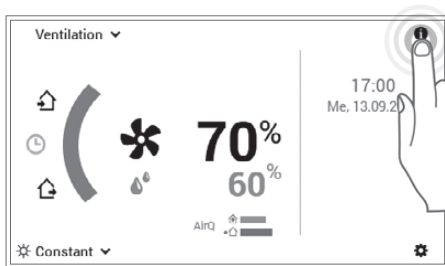 Ventilation
17:00
Me, 13.09.2
70%
60%
AirQ
Constant